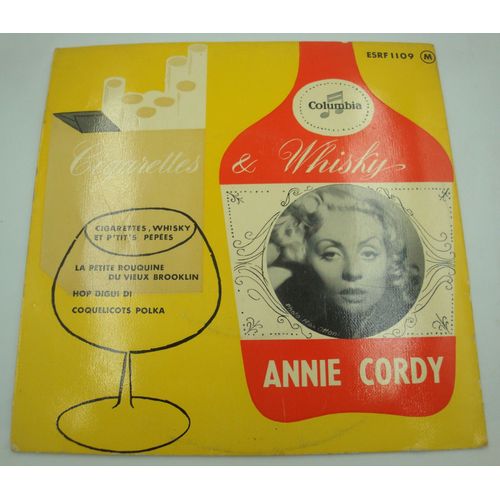 ESRF 1109 M
Columbia
Cigarettes & Whisky
CIGARETTES, WHISKY
ET P'TIT'S PEPÉES
LA PETITE ROUQUINE
DU VIEUX BROOKLIN
HOP DIGUI DI
COQUELICOTS POLKA
ANNIE CORDY